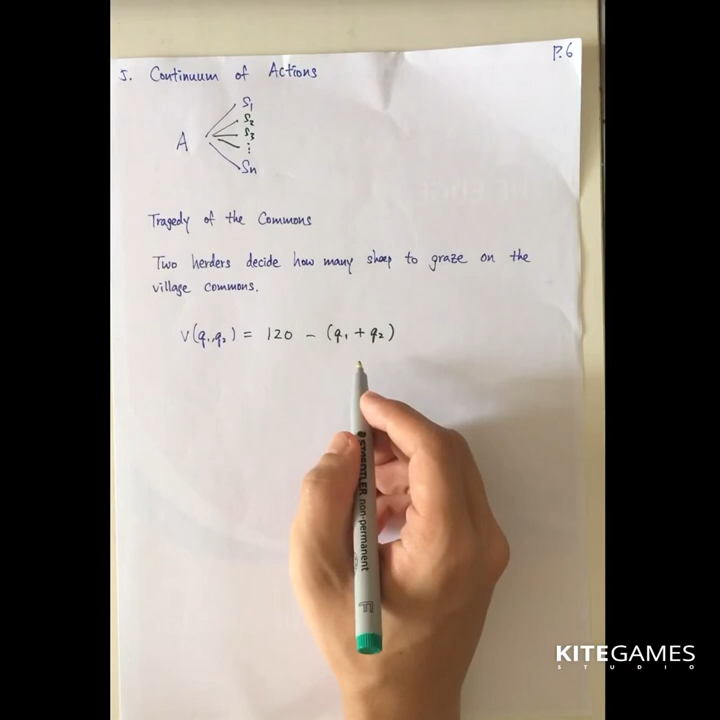 P.6
5. Continuum of Actions
S1
S2
A
S3
...
Sn
Tragedy of the Commons
Two herders decide how many sheep to graze on the
village commons.
V(q₁,q₂) = 120 - (q₁ + q₂)
STAEDTLER non-permanent
F
KITEGAMES
STUDIO